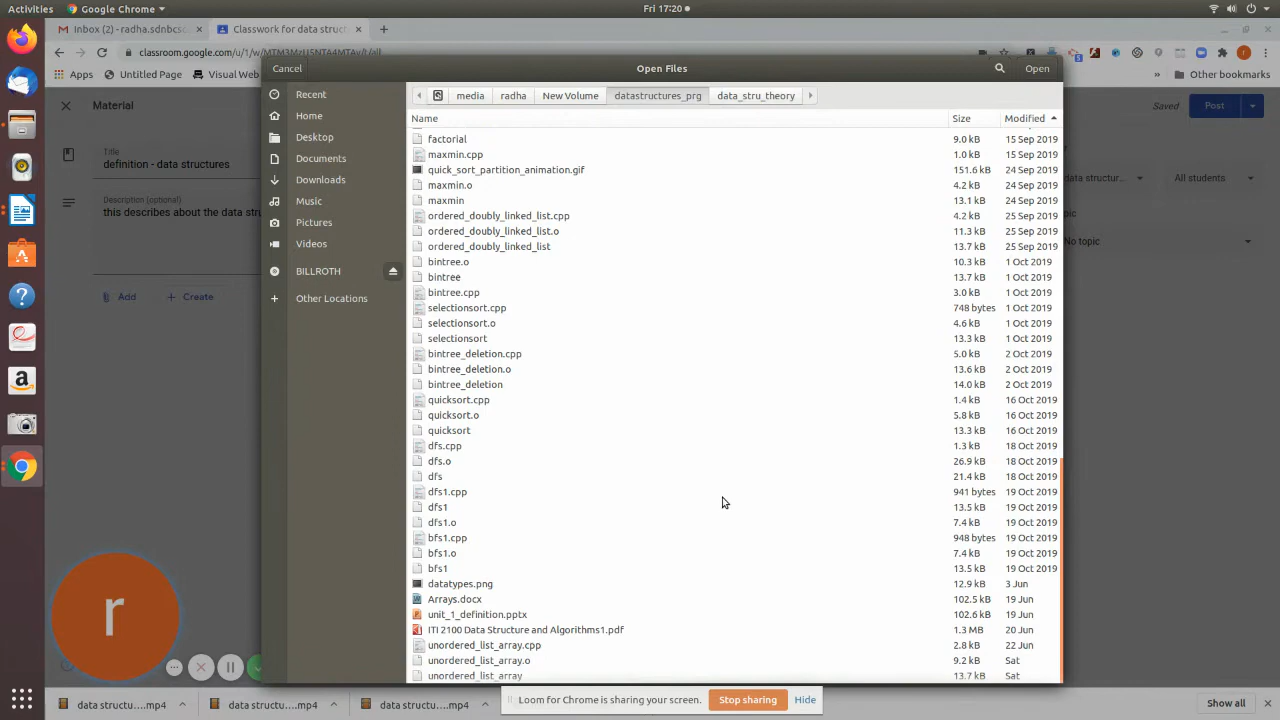 Activities Google Chrome Fri 17:20
Inbox (2) - radha.sdnbcsc Classwork for data struct
classroom.google.com/u/1/w/MTM3MzU5NTA4MTAy/t/all
Apps Untitled Page Visual Web Other bookmarks
Cancel Open Files Open
Material Saved Post
Title
definition - data structures
Description (optional)
this describes about the data stru
Add Create
data structur... All students
No topic
Recent
Home
Desktop
Documents
Downloads
Music
Pictures
Videos
BILLROTH
Other Locations
media radha New Volume datastructures_prg data_stru_theory
Name Size Modified
factorial 9.0 kB 15 Sep 2019
maxmin.cpp 1.0 kB 15 Sep 2019
quick_sort_partition_animation.gif 151.6 kB 24 Sep 2019
maxmin.o 4.2 kB 24 Sep 2019
maxmin 13.1 kB 24 Sep 2019
ordered_doubly_linked_list.cpp 4.2 kB 25 Sep 2019
ordered_doubly_linked_list.o 11.3 kB 25 Sep 2019
ordered_doubly_linked_list 13.7 kB 25 Sep 2019
bintree.o 10.3 kB 1 Oct 2019
bintree 13.7 kB 1 Oct 2019
bintree.cpp 3.0 kB 1 Oct 2019
selectionsort.cpp 748 bytes 1 Oct 2019
selectionsort.o 4.6 kB 1 Oct 2019
selectionsort 13.3 kB 1 Oct 2019
bintree_deletion.cpp 5.0 kB 2 Oct 2019
bintree_deletion.o 13.6 kB 2 Oct 2019
bintree_deletion 14.0 kB 2 Oct 2019
quicksort.cpp 1.4 kB 16 Oct 2019
quicksort.o 5.8 kB 16 Oct 2019
quicksort 13.3 kB 16 Oct 2019
dfs.cpp 1.3 kB 18 Oct 2019
dfs.o 26.9 kB 18 Oct 2019
dfs 21.4 kB 18 Oct 2019
dfs1.cpp 941 bytes 19 Oct 2019
dfs1 13.5 kB 19 Oct 2019
dfs1.o 7.4 kB 19 Oct 2019
bfs1.cpp 948 bytes 19 Oct 2019
bfs1.o 7.4 kB 19 Oct 2019
bfs1 13.5 kB 19 Oct 2019
datatypes.png 12.9 kB 3 Jun
Arrays.docx 102.5 kB 19 Jun
unit_1_definition.pptx 102.6 kB 19 Jun
ITI 2100 Data Structure and Algorithms1.pdf 1.3 MB 20 Jun
unordered_list_array.cpp 2.8 kB 22 Jun
unordered_list_array.o 9.2 kB Sat
unordered_list_array 13.7 kB Sat
r
Loom for Chrome is sharing your screen. Stop sharing Hide
data structu....mp4 data structu....mp4 data structu....mp4 Show all